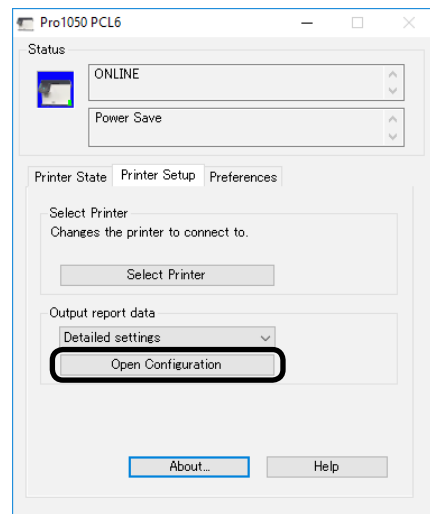 Pro1050 PCL6
Status
ONLINE
Power Save
Printer State Printer Setup Preferences
Select Printer
Changes the printer to connect to.
Select Printer
Output report data
Detailed settings
Open Configuration
About... Help